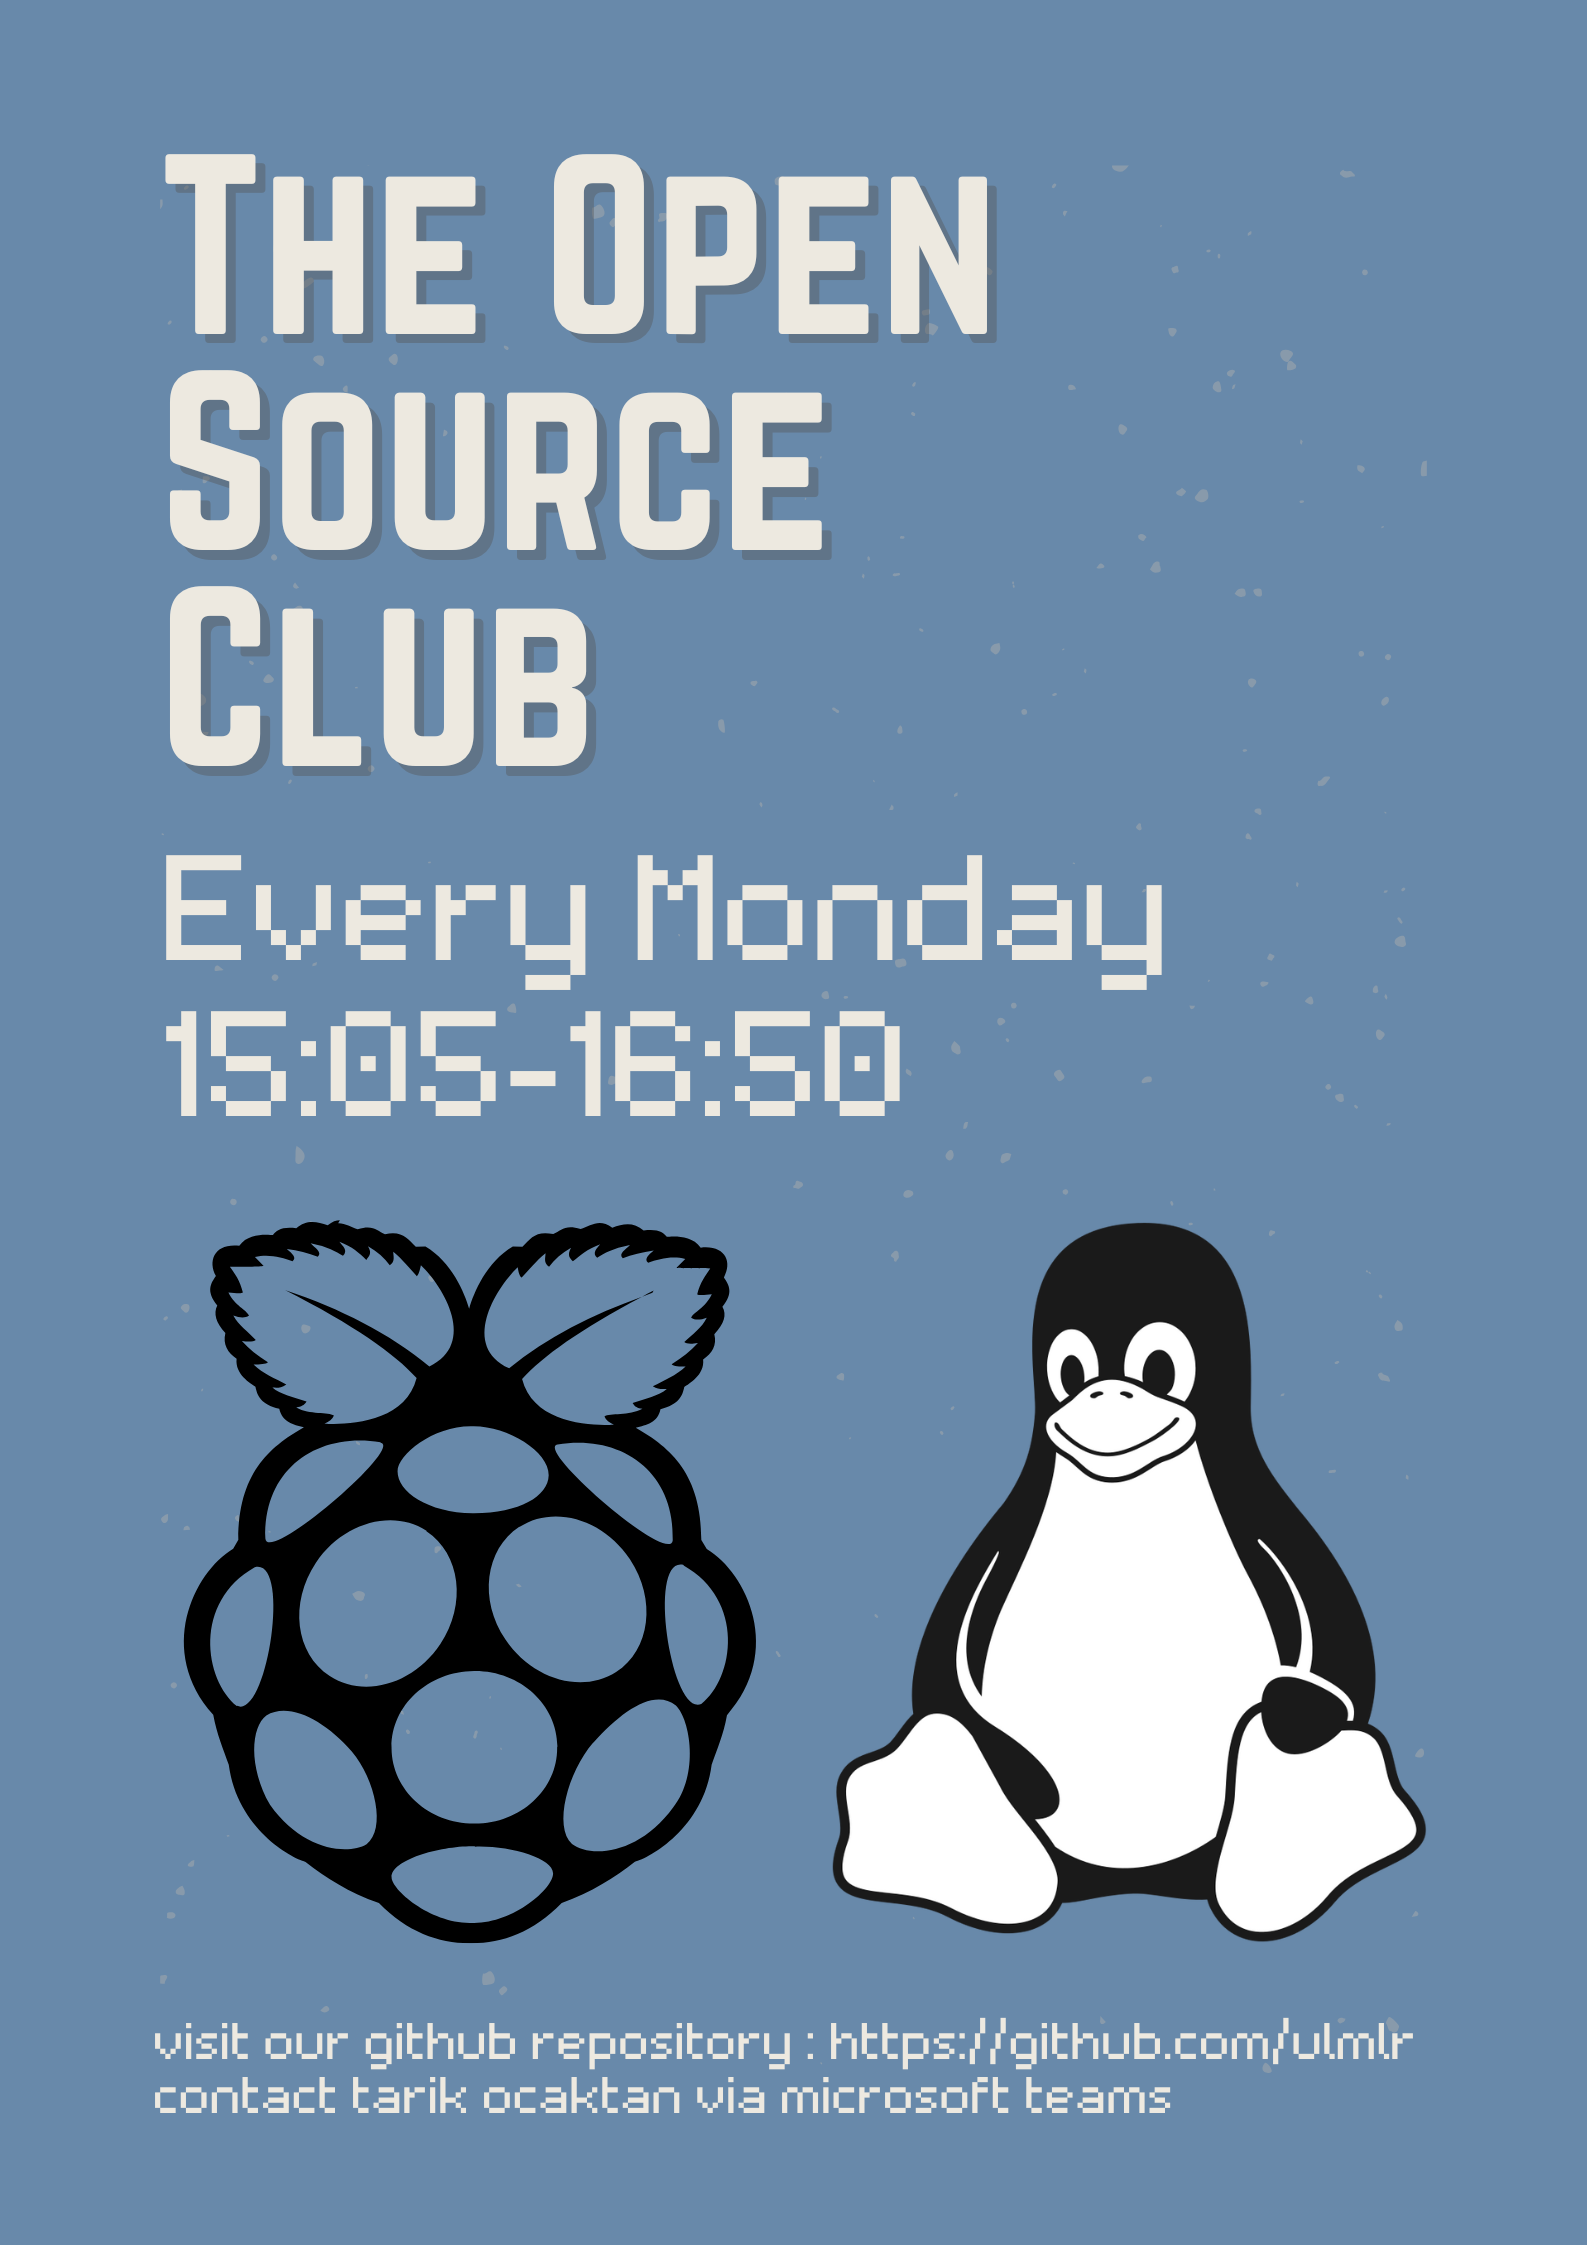 The Open
Source
Club
Every Monday
15:05-16:50
visit our github repository : https://github.com/ulmlr
contact tarik ocaktan via microsoft teams